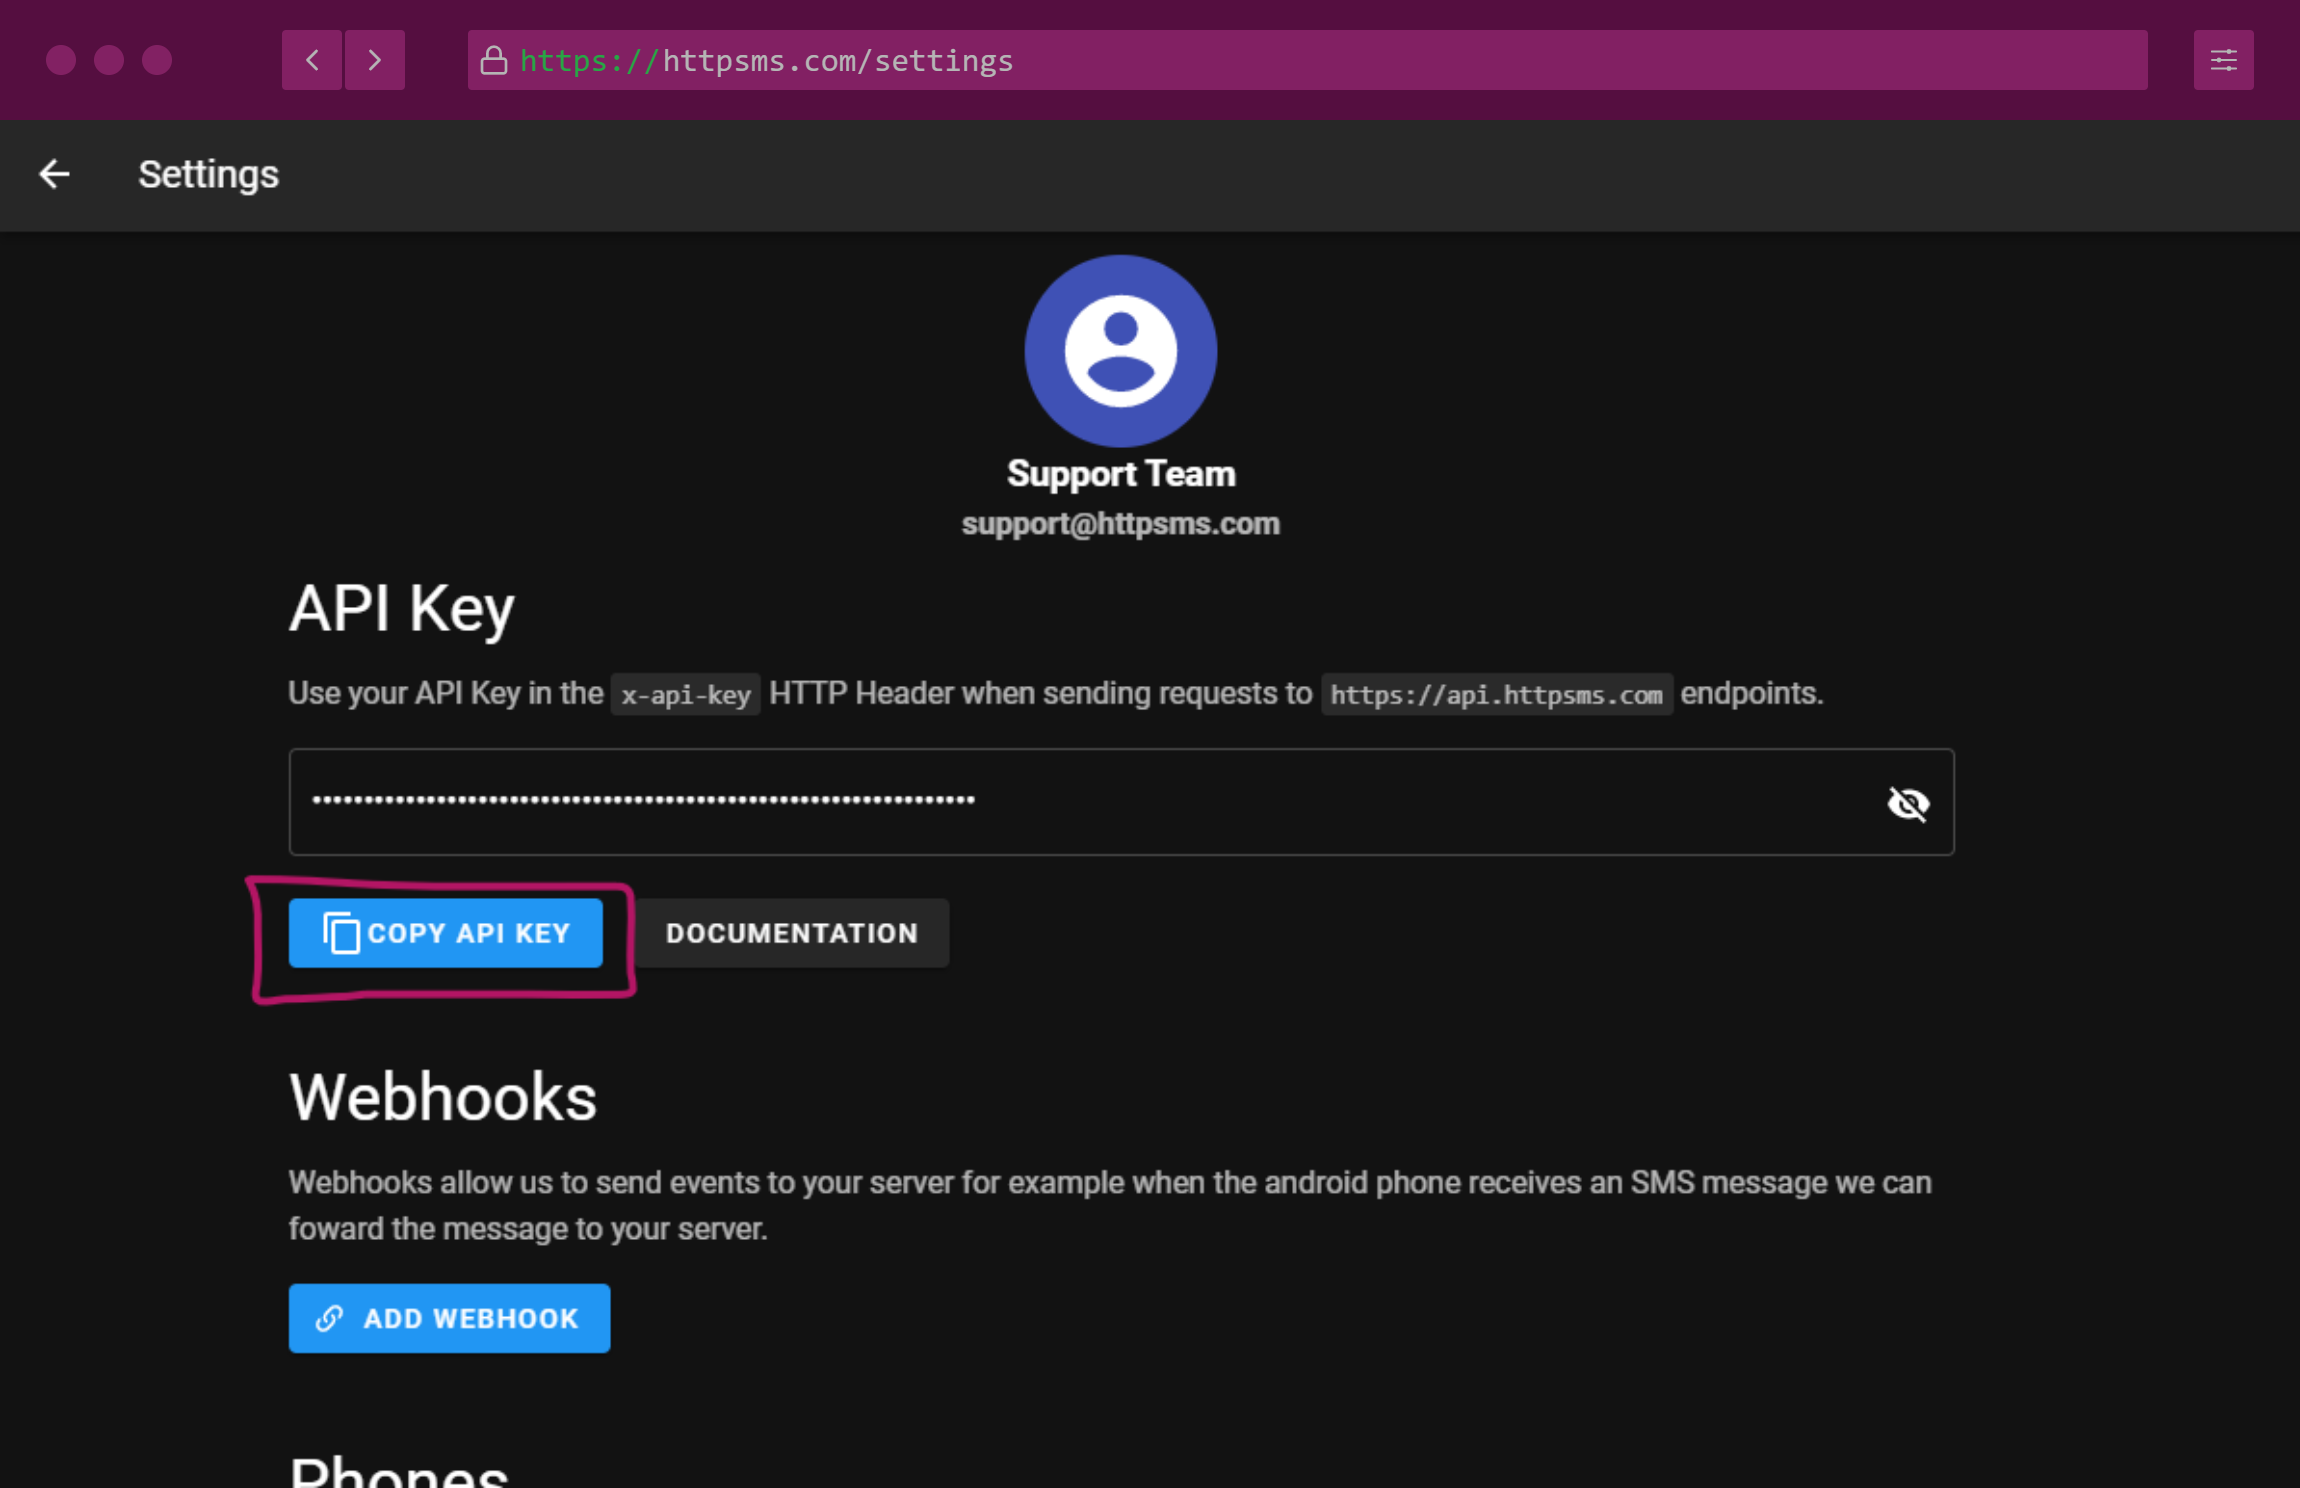 https://httpsms.com/settings
Settings
Support Team
support@httpsms.com
API Key
Use your API Key in the x-api-key HTTP Header when sending requests to https://api.httpsms.com endpoints.
COPY API KEY DOCUMENTATION
Webhooks
Webhooks allow us to send events to your server for example when the android phone receives an SMS message we can
foward the message to your server.
ADD WEBHOOK
Phones